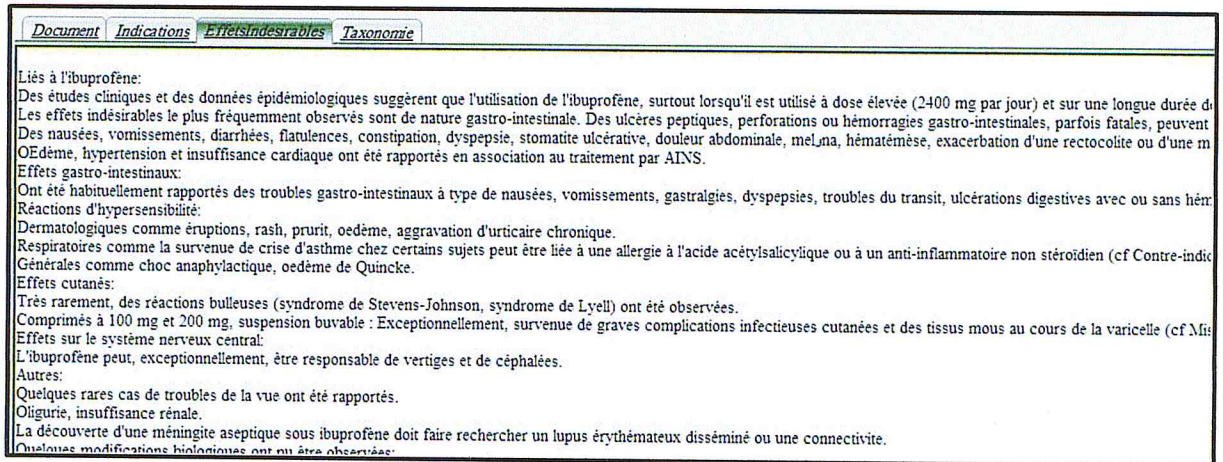 Document Indications EffetsIndesirables Taxonomie
Liés à l'ibuprofène:
Des études cliniques et des données épidémiologiques suggèrent que l'utilisation de l'ibuprofène, surtout lorsqu'il est utilisé à dose élevée (2400 mg par jour) et sur une longue durée d
Les effets indésirables le plus fréquemment observés sont de nature gastro-intestinale. Des ulcères peptiques, perforations ou hémorragies gastro-intestinales, parfois fatales, peuvent
Des nausées, vomissements, diarrhées, flatulences, constipation, dyspepsie, stomatite ulcérative, douleur abdominale, hématémèse, exacerbation d'une rectocolite ou d'une m
OEdème, hypertension et insuffisance cardiaque ont été rapportés en association au traitement par AINS.
Effets gastro-intestinaux:
Ont été habituellement rapportés des troubles gastro-intestinaux à type de nausées, vomissements, gastralgies, dyspepsies, troubles du transit, ulcérations digestives avec ou sans hém
Réactions d'hypersensibilité:
Dermatologiques comme éruptions, rash, prurit, oedème, aggravation d'urticaire chronique.
Respiratoires comme la survenue de crise d'asthme chez certains sujets peut être liée à une allergie à l'acide acétylsalicylique ou à un anti-inflammatoire non stéroïdien (cf Contre-indic
Générales comme choc anaphylactique, oedème de Quincke.
Effets cutanés:
Très rarement, des réactions bulleuses (syndrome de Stevens-Johnson, syndrome de Lyell) ont été observées.
Comprimés à 100 mg et 200 mg, suspension buvable : Exceptionnellement, survenue de graves complications infectieuses cutanées et des tissus mous au cours de la varicelle (cf Mis
Effets sur le système nerveux central:
L'ibuprofène peut, exceptionnellement, être responsable de vertiges et de céphalées.
Autres:
Quelques rares cas de troubles de la vue ont été rapportés.
Oligurie, insuffisance rénale.
La découverte d'une méningite aseptique sous ibuprofène doit faire rechercher un lupus érythémateux disséminé ou une connectivite.
Quelques modifications biologiques ont pu être observées: